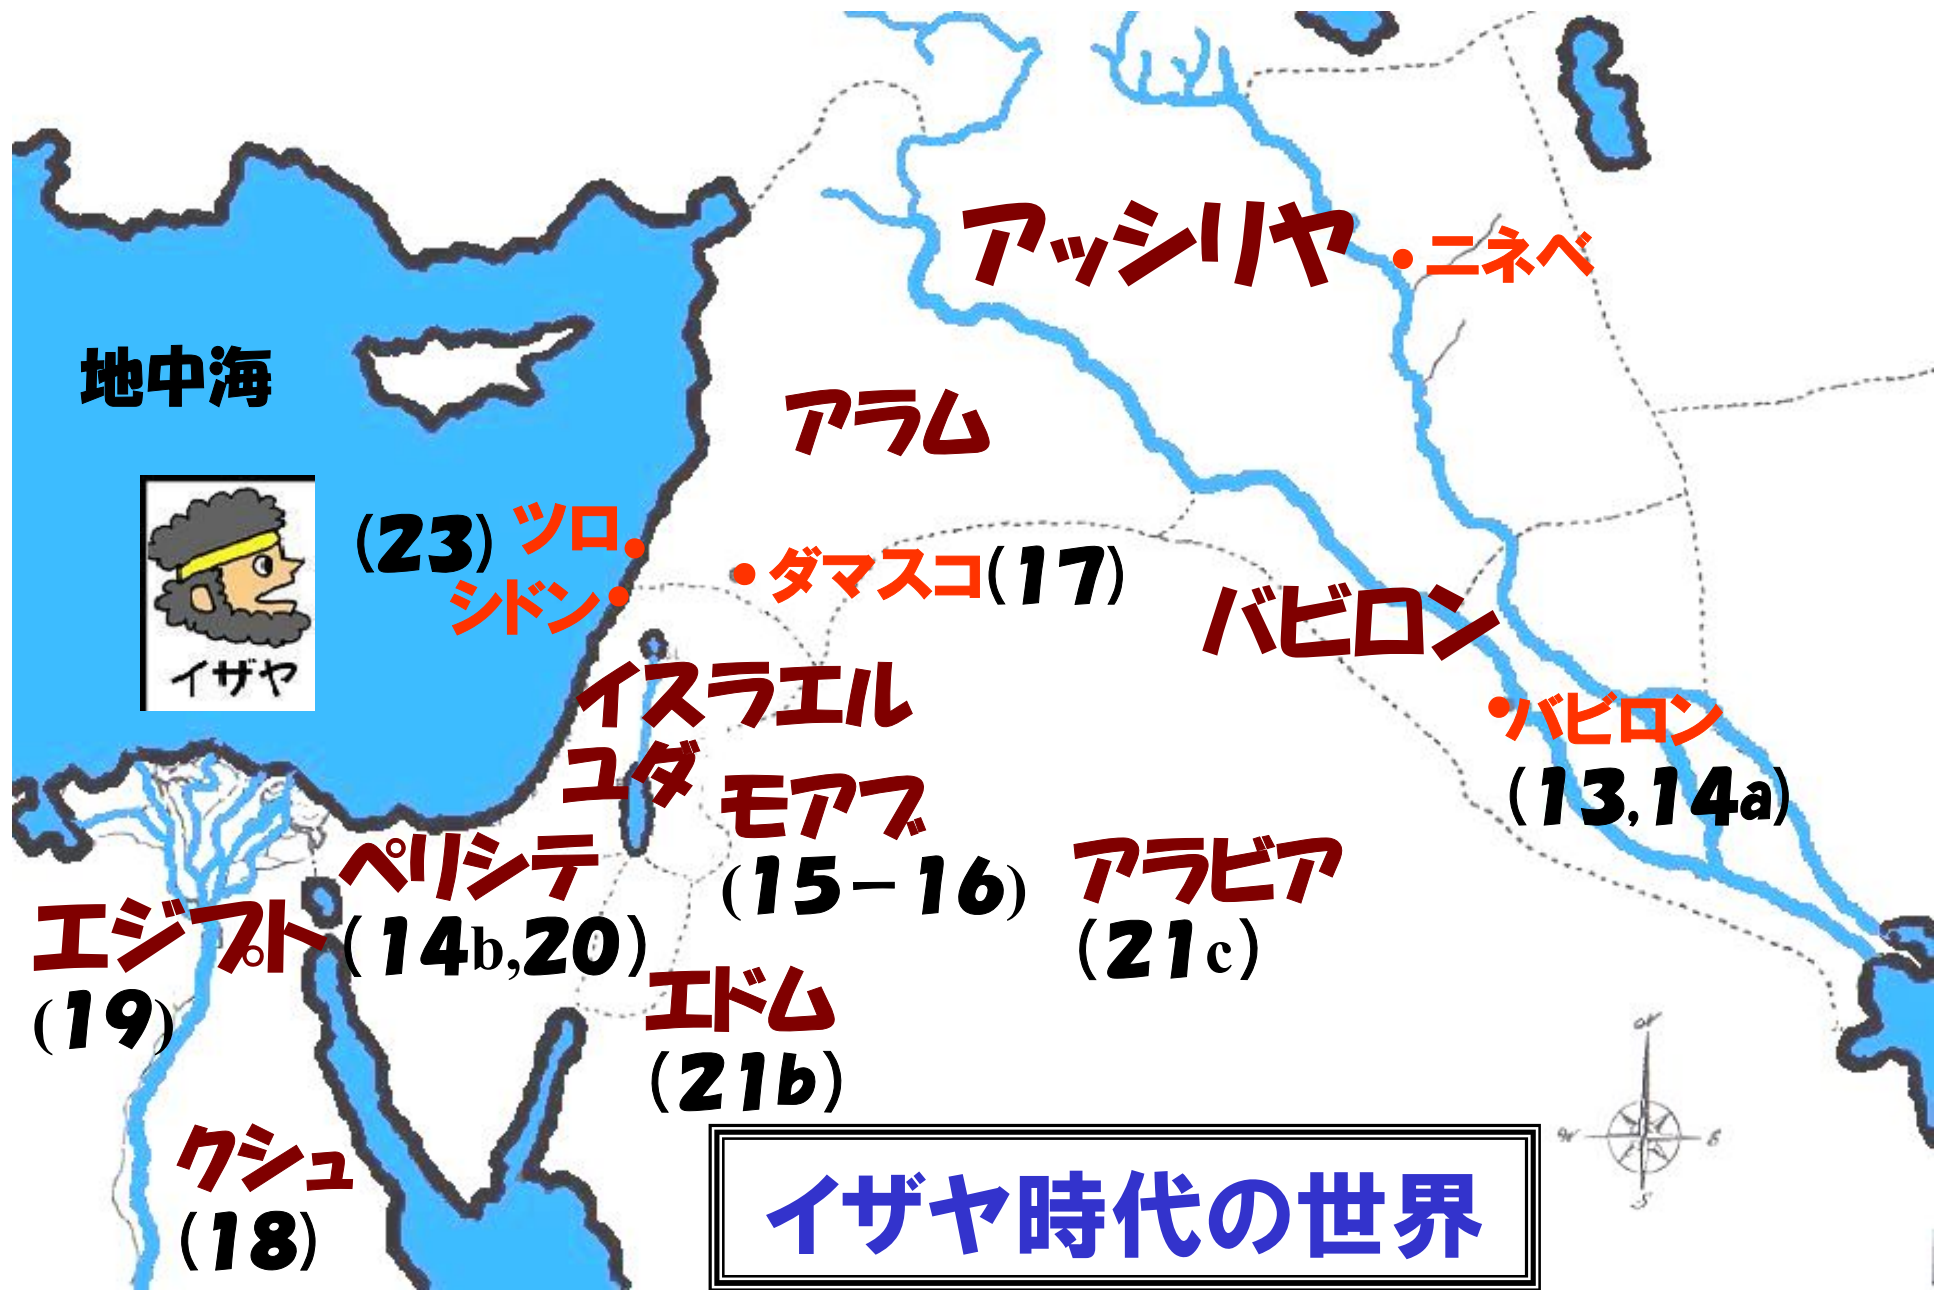 アッシリヤ
・ニネベ
地中海
アラム
(23) ツロ
シドン
ダマスコ(17)
バビロン
イザヤ
イスラエル
ユダ
バビロン
(13,14a)
モアブ
(15-16)
ペリシテ
(14b,20)
アラビア
(21c)
エジプト
(19)
エドム
(21b)
クシュ
(18)
イザヤ時代の世界
S